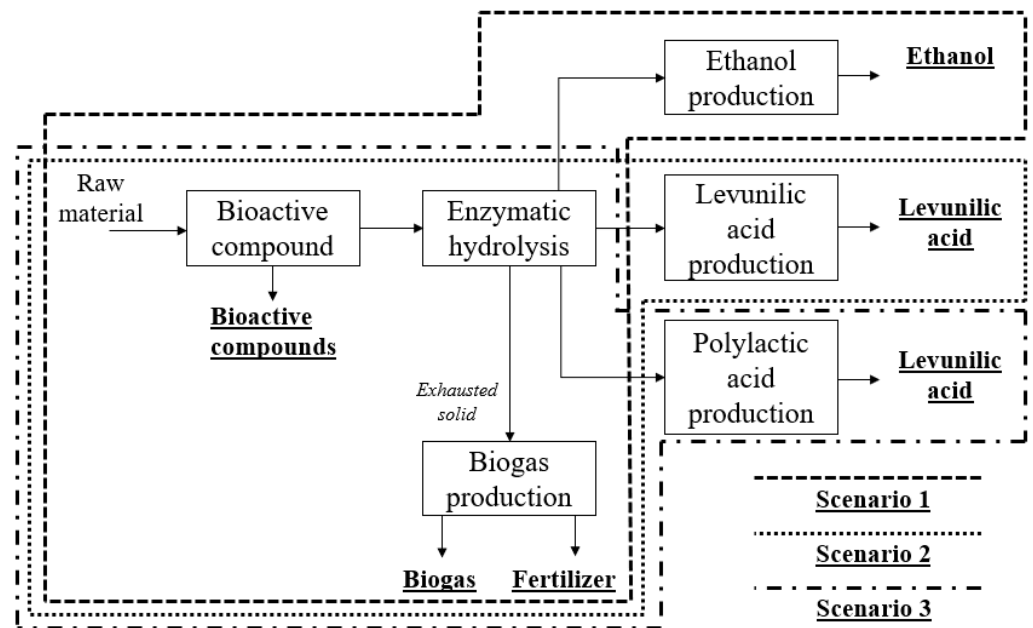 Ethanol
production
Ethanol
Raw
material
Bioactive
compound
Enzymatic
hydrolysis
Levunilic
acid
production
Levunilic
acid
Bioactive
compounds
Polylactic
acid
production
Levunilic
acid
Exhausted
solid
Biogas
production
Biogas
Fertilizer
Scenario 1
Scenario 2
Scenario 3